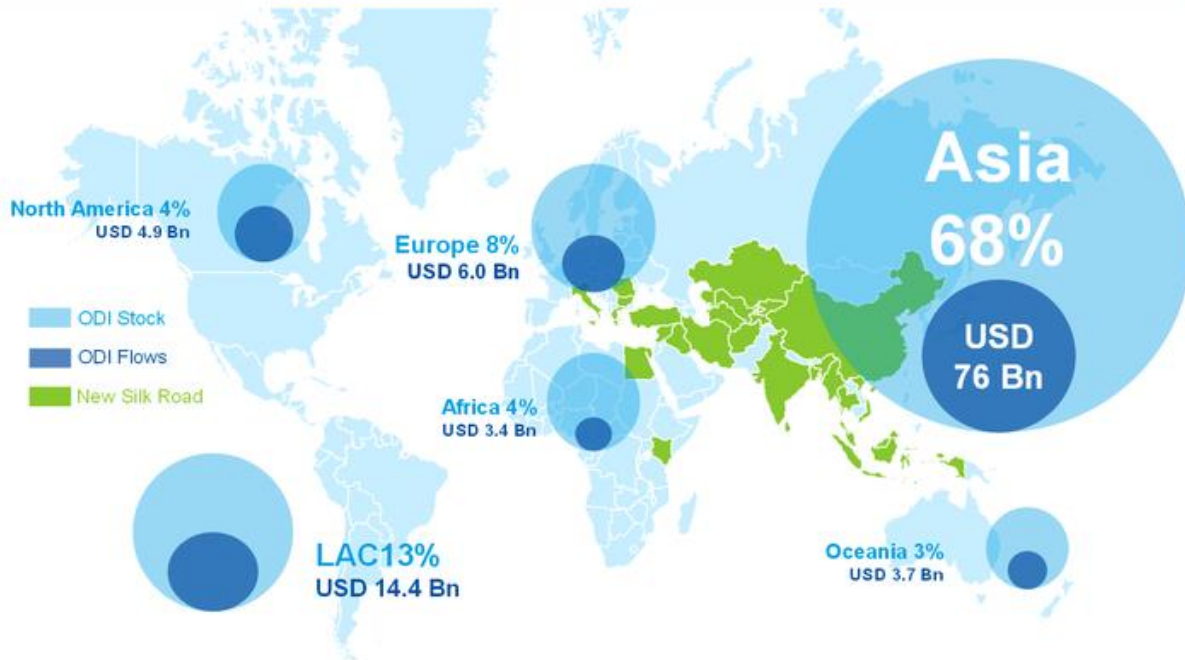 Asia
68%
USD
76 Bn
North America 4%
USD 4.9 Bn
Europe 8%
USD 6.0 Bn
ODI Stock
ODI Flows
New Silk Road
Africa 4%
USD 3.4 Bn
LAC13%
USD 14.4 Bn
Oceania 3%
USD 3.7 Bn